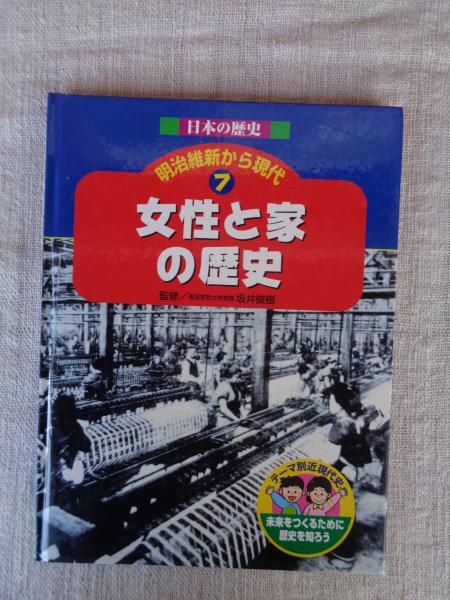 日本の歴史
明治維新から現代
7
女性と家
の歴史
監修／東京学芸大学教授 坂井俊樹
テーマ別近現代史
未来をつくるために
歴史を知ろう